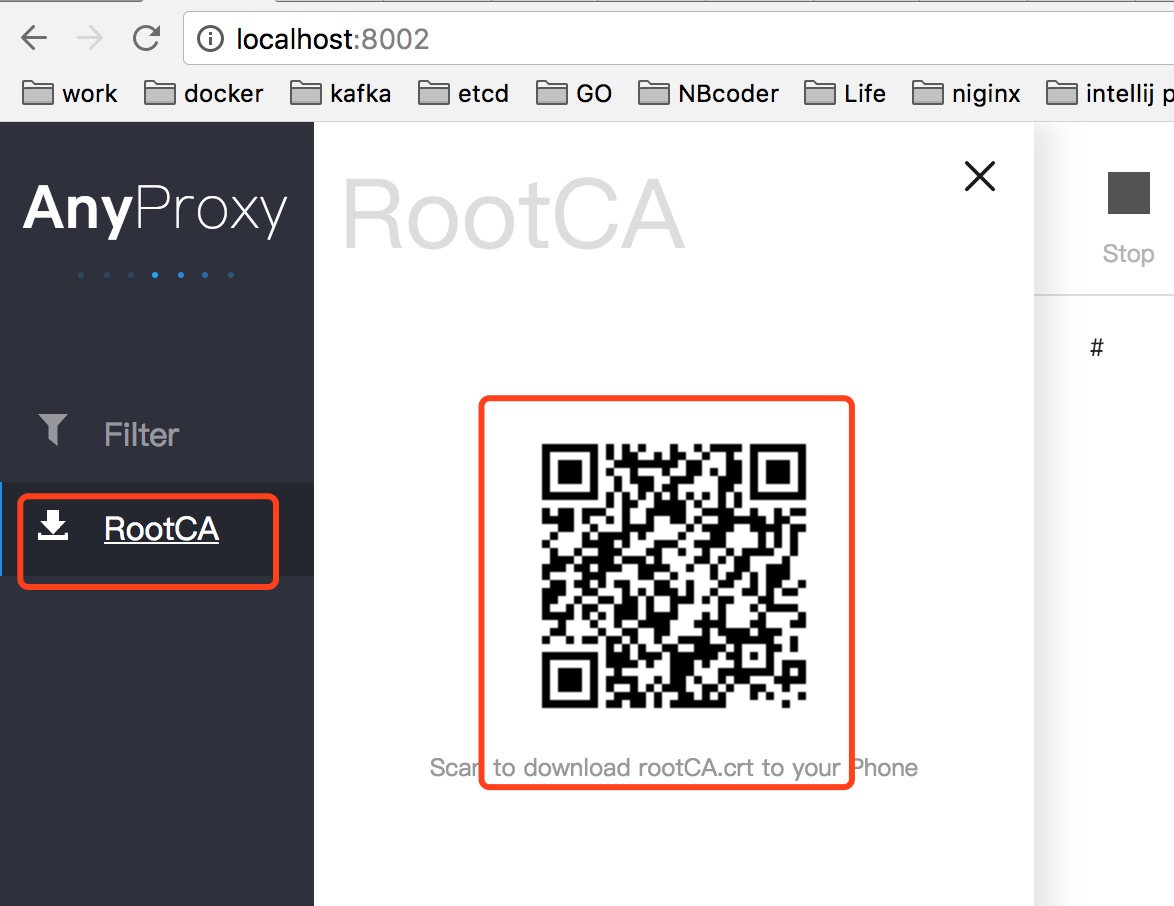 localhost:8002
work docker kafka etcd GO NBcoder Life niginx intellij p
AnyProxy
RootCA
Stop
#
Filter
RootCA
Scan to download rootCA.crt to your Phone